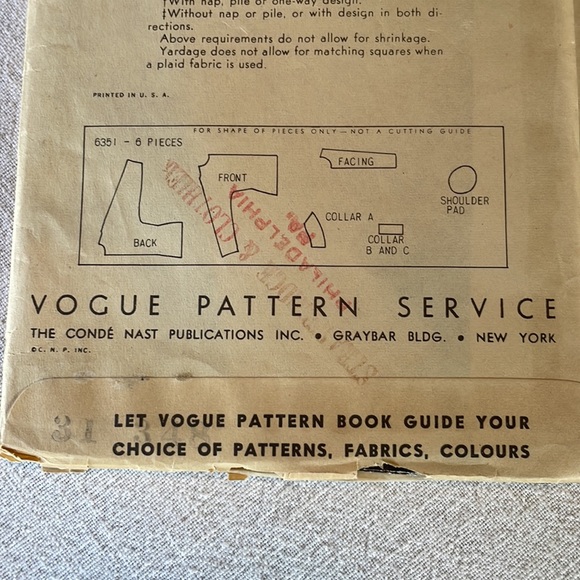 †With nap, pile or one-way design.
‡Without nap or pile, or with design in both di-
rections.
Above requirements do not allow for shrinkage.
Yardage does not allow for matching squares when
a plaid fabric is used.
PRINTED IN U. S. A.
FOR SHAPE OF PIECES ONLY—NOT A CUTTING GUIDE
6351 - 6 PIECES
FACING
FRONT
SHOULDER
PAD
COLLAR A
BACK
COLLAR
B AND C
& CLOTHIER
PHILADELPHIA
PA.
VOGUE PATTERN SERVICE
THE CONDÉ NAST PUBLICATIONS INC. • GRAYBAR BLDG. • NEW YORK
©C. N. P. INC.
LET VOGUE PATTERN BOOK GUIDE YOUR
CHOICE OF PATTERNS, FABRICS, COLOURS